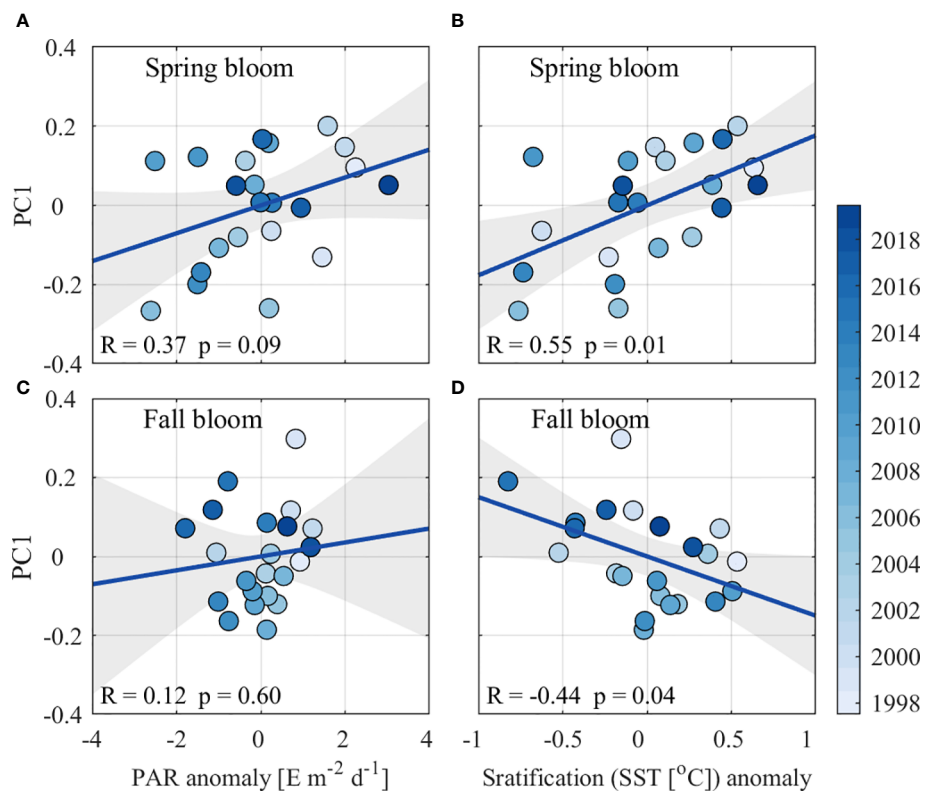 A
B
Spring bloom
Spring bloom
0.4
0.2
0
-0.2
-0.4
PC1
R = 0.37 p = 0.09
R = 0.55 p = 0.01
C
D
Fall bloom
Fall bloom
0.4
0.2
0
-0.2
-0.4
PC1
R = 0.12 p = 0.60
R = -0.44 p = 0.04
-4 -2 0 2 4
-1 -0.5 0 0.5 1
PAR anomaly [E m-2 d-1]
Sratification (SST [oC]) anomaly
2018
2016
2014
2012
2010
2008
2006
2004
2002
2000
1998